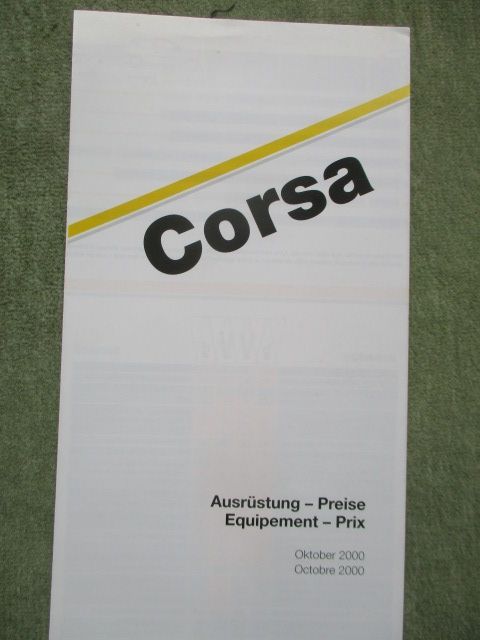 Corsa
Ausrüstung – Preise
Equipement – Prix
Oktober 2000
Octobre 2000